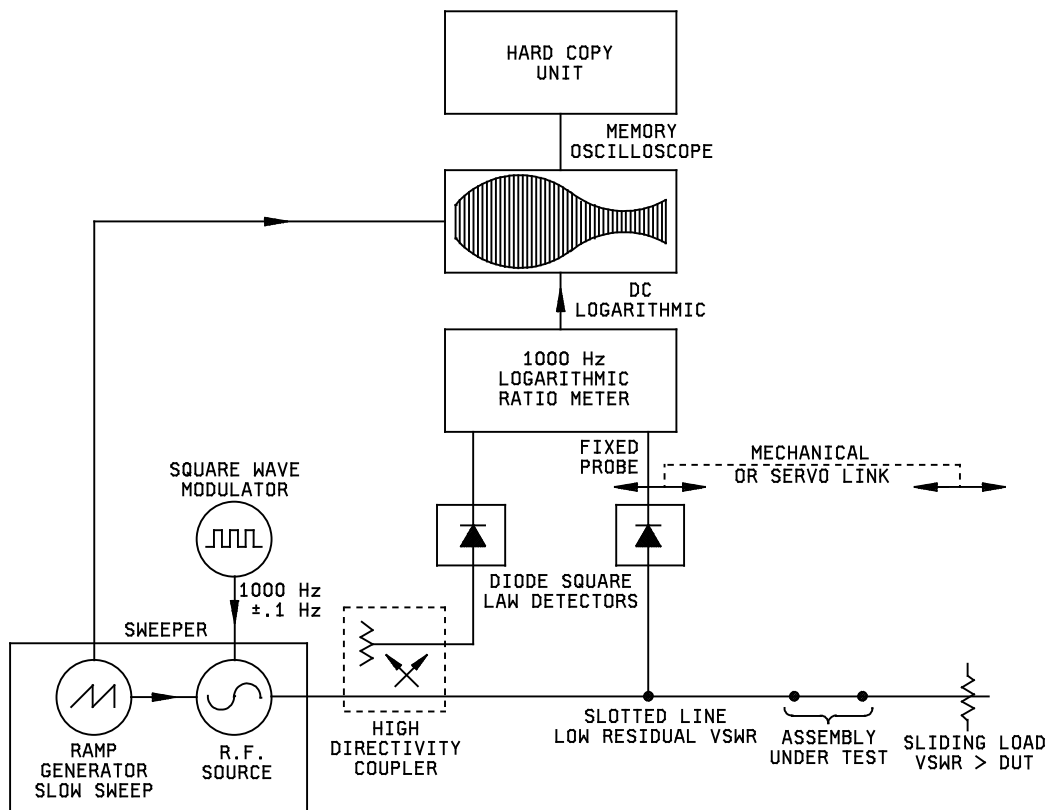 HARD COPY
UNIT
MEMORY
OSCILLOSCOPE
DC
LOGARITHMIC
1000 Hz
LOGARITHMIC
RATIO METER
FIXED
PROBE
MECHANICAL
OR SERVO LINK
SQUARE WAVE
MODULATOR
1000 Hz
±.1 Hz
DIODE SQUARE
LAW DETECTORS
SWEEPER
RAMP
GENERATOR
SLOW SWEEP
R.F.
SOURCE
HIGH
DIRECTIVITY
COUPLER
SLOTTED LINE
LOW RESIDUAL VSWR
ASSEMBLY
UNDER TEST
SLIDING LOAD
VSWR > DUT